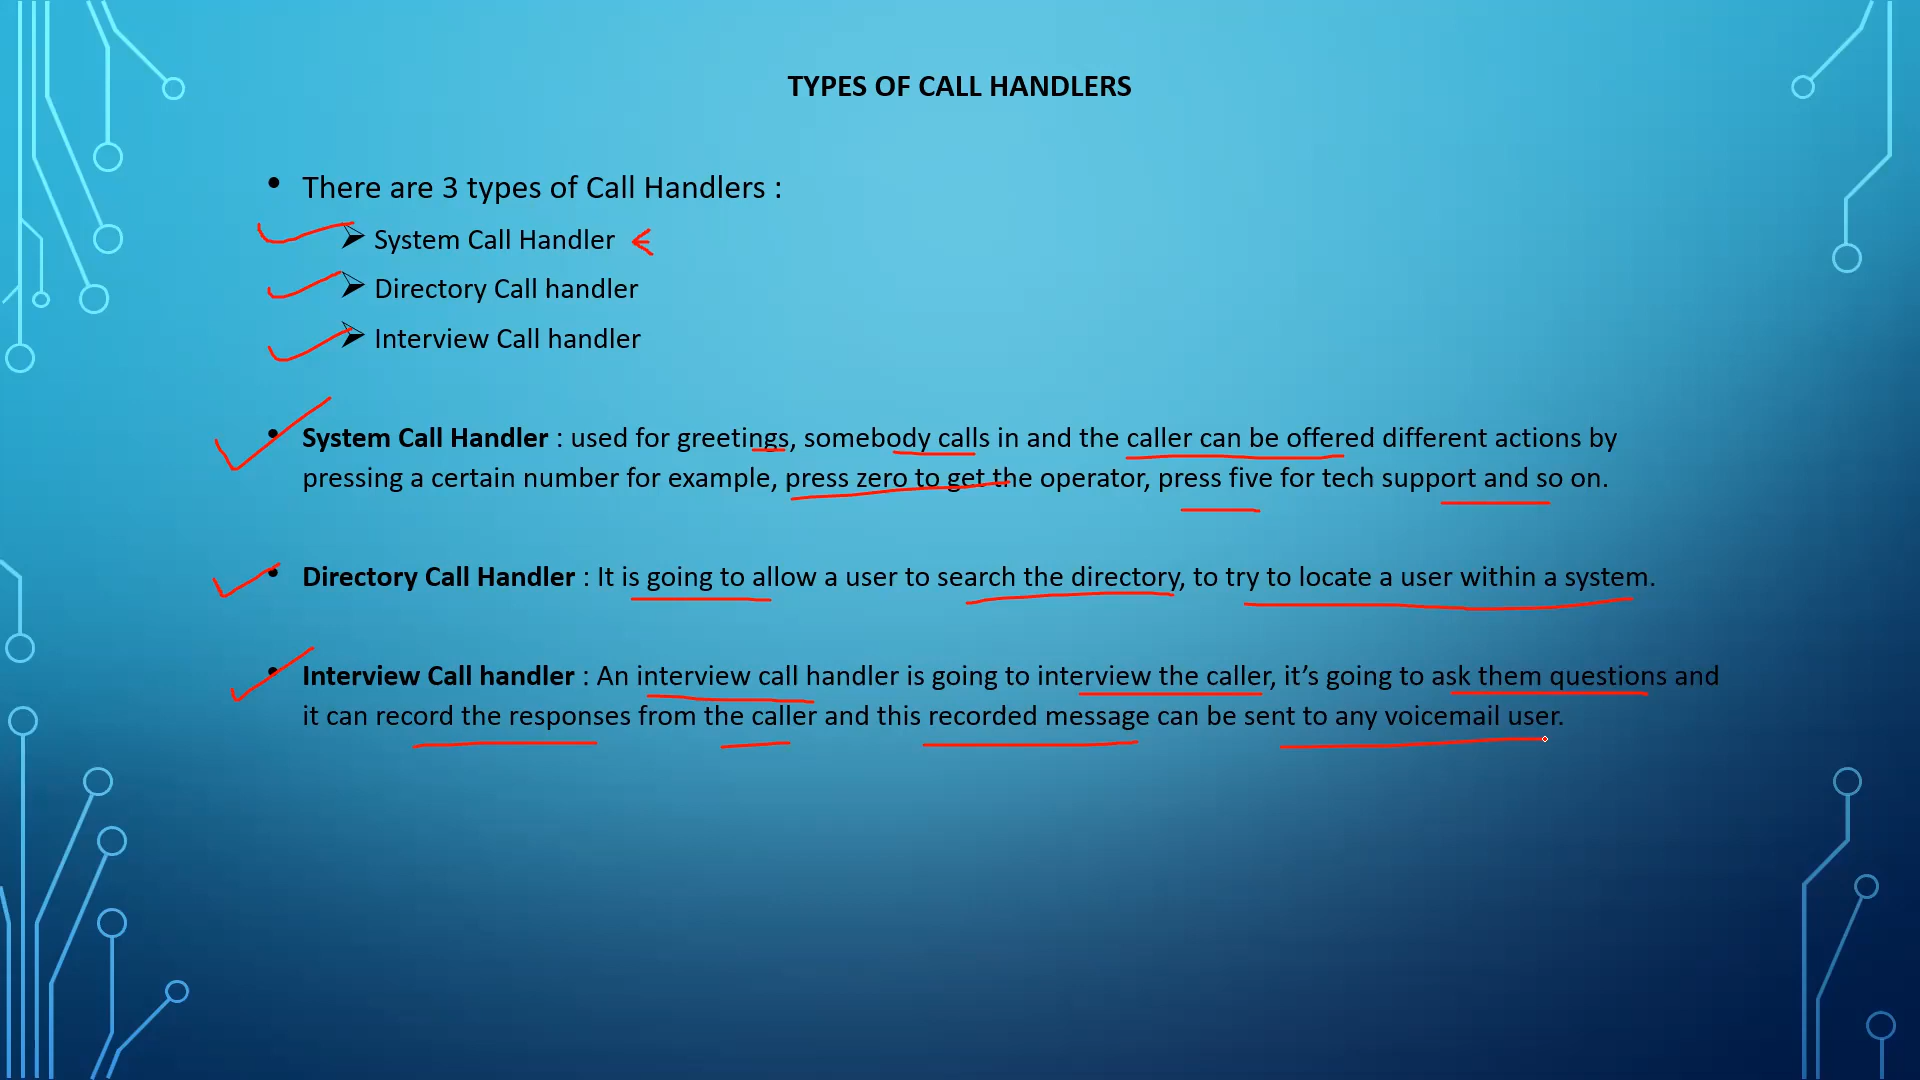 TYPES OF CALL HANDLERS
• There are 3 types of Call Handlers :
➢ System Call Handler
➢ Directory Call handler
➢ Interview Call handler
• System Call Handler : used for greetings, somebody calls in and the caller can be offered different actions by
pressing a certain number for example, press zero to get the operator, press five for tech support and so on.
• Directory Call Handler : It is going to allow a user to search the directory, to try to locate a user within a system.
• Interview Call handler : An interview call handler is going to interview the caller, it’s going to ask them questions and
it can record the responses from the caller and this recorded message can be sent to any voicemail user.